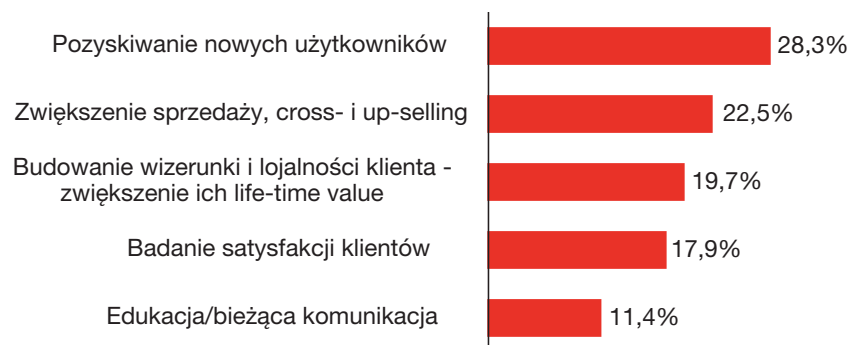 Pozyskiwanie nowych użytkowników
28,3%
Zwiększenie sprzedaży, cross- i up-selling
22,5%
Budowanie wizerunki i lojalności klienta -
zwiększenie ich life-time value
19,7%
Badanie satysfakcji klientów
17,9%
Edukacja/bieżąca komunikacja
11,4%